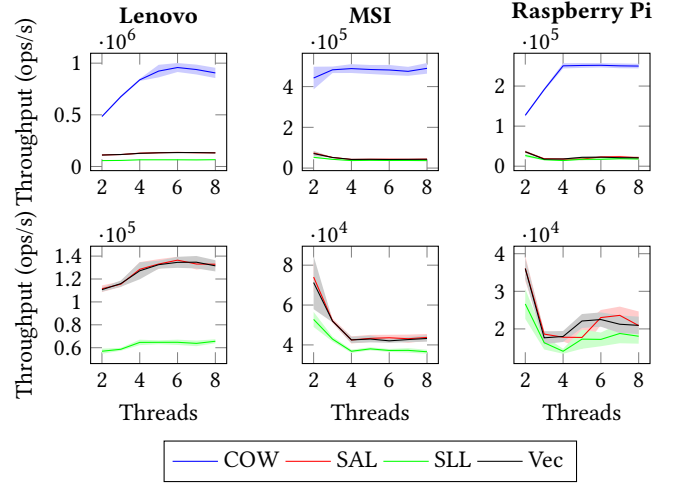 Lenovo MSI Raspberry Pi
·10^6 ·10^5 ·10^5
Throughput (ops/s)
1 4 2
0.5 2 1
0 0 0
2 4 6 8 2 4 6 8 2 4 6 8
·10^5 ·10^4 ·10^4
Throughput (ops/s)
1.4 8 4
1.2 6 3
1 4 2
0.8
0.6
2 4 6 8 2 4 6 8 2 4 6 8
Threads Threads Threads
COW SAL SLL Vec